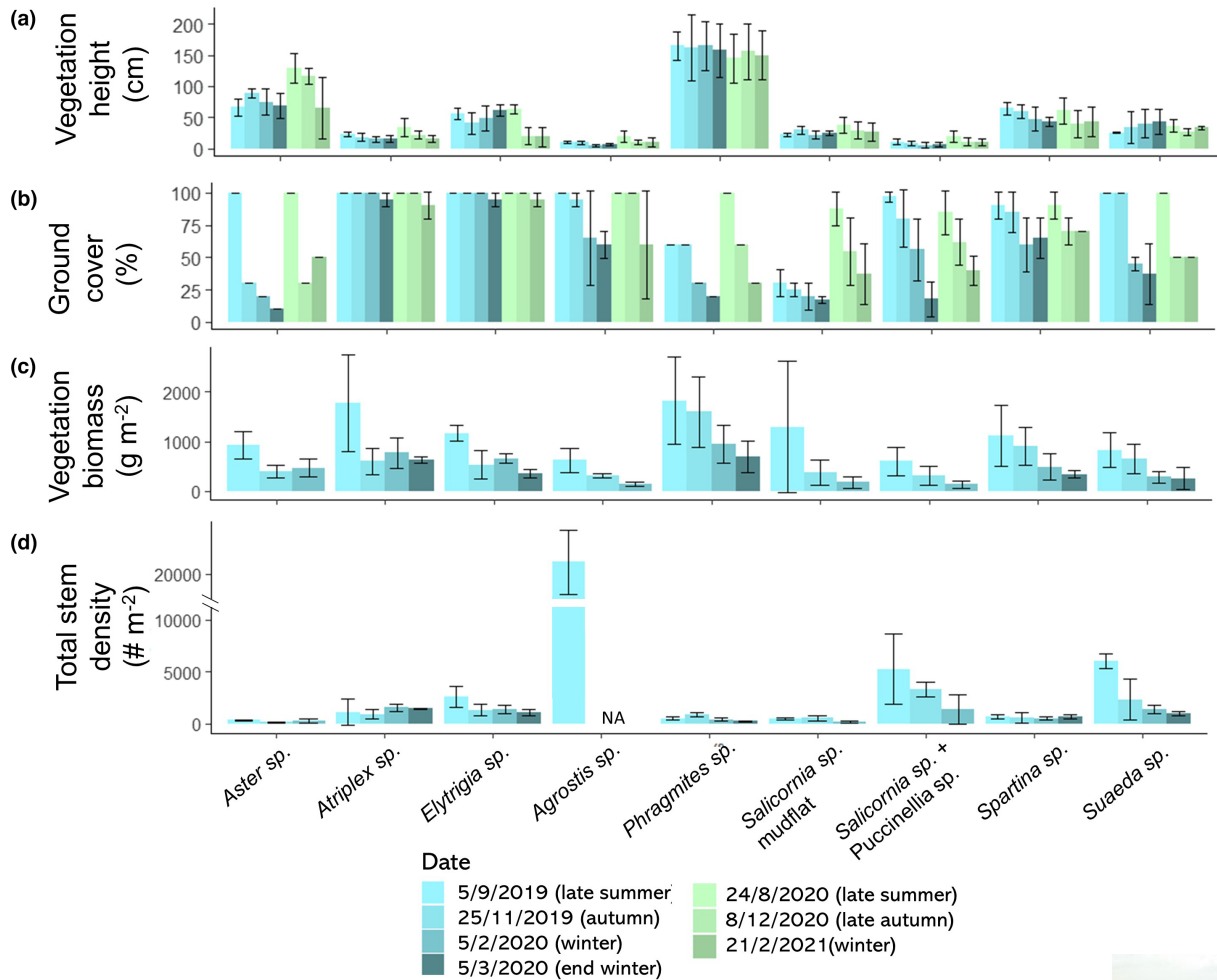 (a)
Vegetation
height
(cm)
200
150
100
50
0
(b)
Ground
cover
(%)
100
75
50
25
0
(c)
Vegetation
biomass
(g m-2)
2000
1000
0
(d)
Total stem
density
(# m-2)
20000
10000
5000
0
NA
Aster sp.
Atriplex sp.
Elytrigia sp.
Agrostis sp.
Phragmites sp.
Salicornia sp.
mudflat
Salicornia sp. +
Puccinellia sp.
Spartina sp.
Suaeda sp.
Date
5/9/2019 (late summer)
25/11/2019 (autumn)
5/2/2020 (winter)
5/3/2020 (end winter)
24/8/2020 (late summer)
8/12/2020 (late autumn)
21/2/2021(winter)